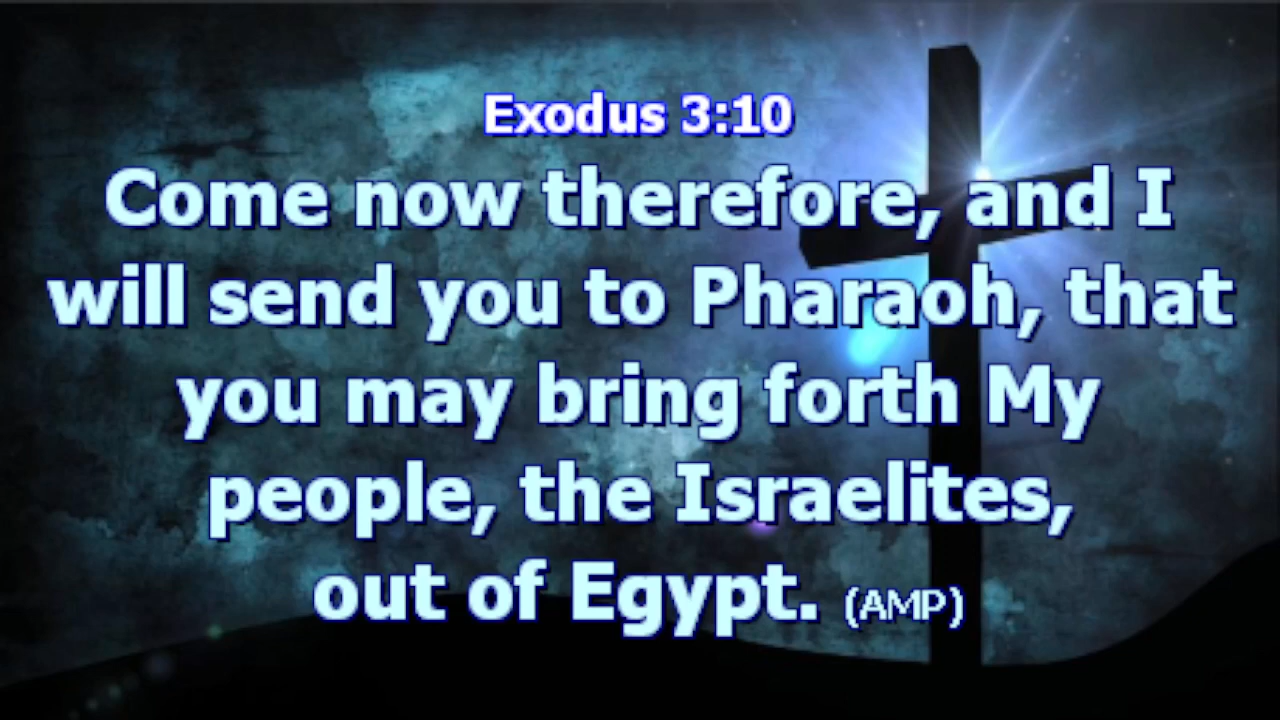 Exodus 3:10
Come now therefore, and I
will send you to Pharaoh, that
you may bring forth My
people, the Israelites,
out of Egypt. (AMP)